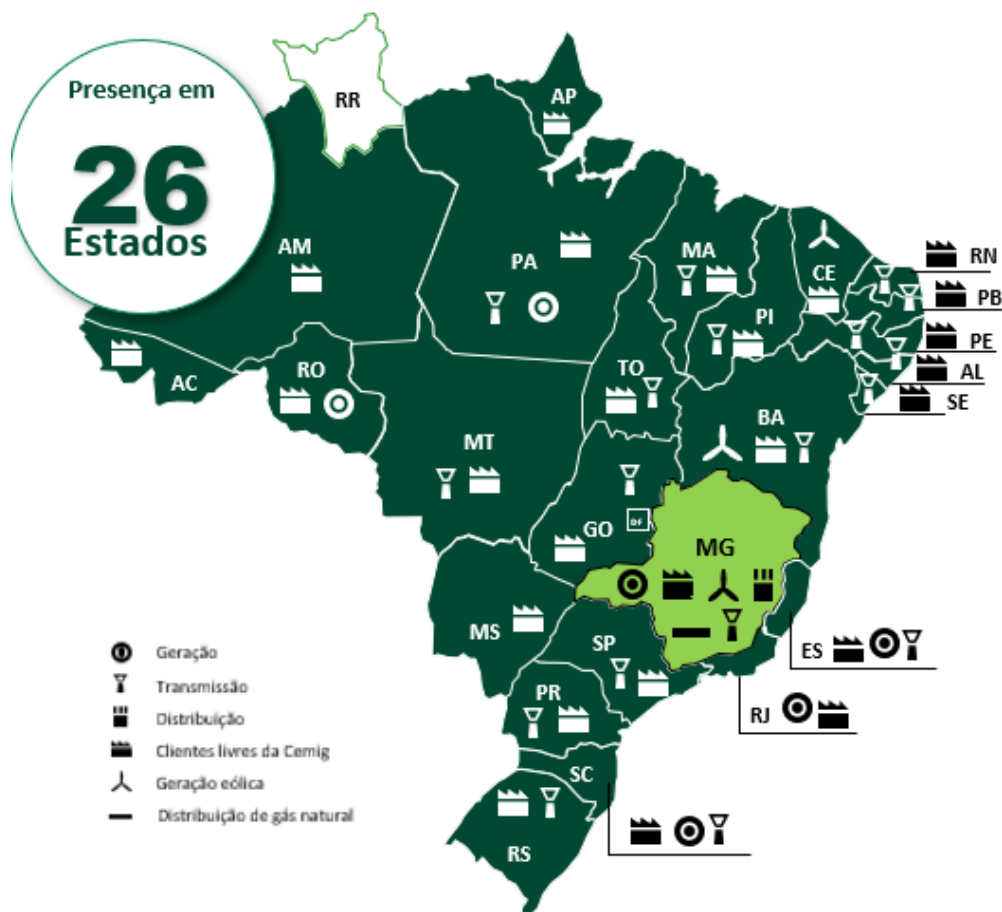 Presença em
26
Estados
RR
AP
AM
PA
MA
CE
RN
PB
PI
PE
AC
RO
TO
AL
SE
BA
MT
GO
DF
MG
MS
SP
ES
PR
RJ
SC
RS
Geração
Transmissão
Distribuição
Clientes livres da Cemig
Geração eólica
Distribuição de gás natural